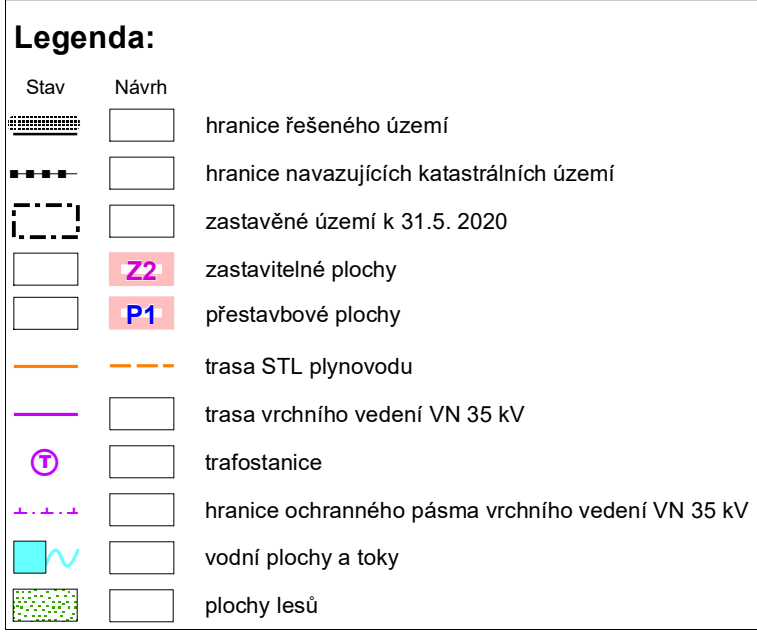 Legenda:
Stav Návrh
hranice řešeného území
hranice navazujících katastrálních území
zastavěné území k 31.5. 2020
Z2 zastavitelné plochy
P1 přestavbové plochy
trasa STL plynovodu
trasa vrchního vedení VN 35 kV
T trafostanice
hranice ochranného pásma vrchního vedení VN 35 kV
vodní plochy a toky
plochy lesů